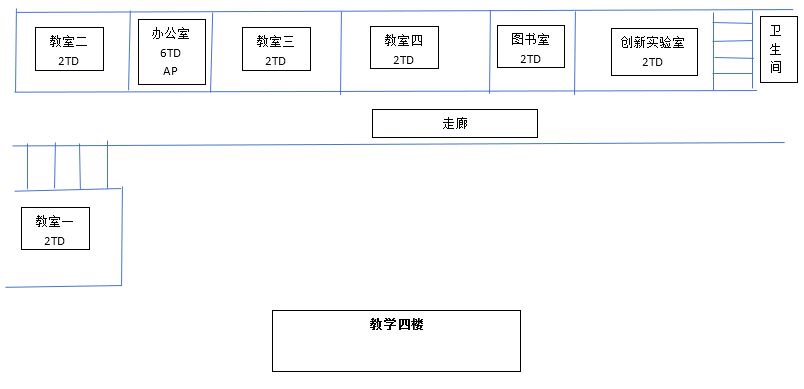 教室二
2TD
办公室
6TD
AP
教室三
2TD
教室四
2TD
图书室
2TD
创新实验室
2TD
卫
生
间
走廊
教室一
2TD
教学四楼